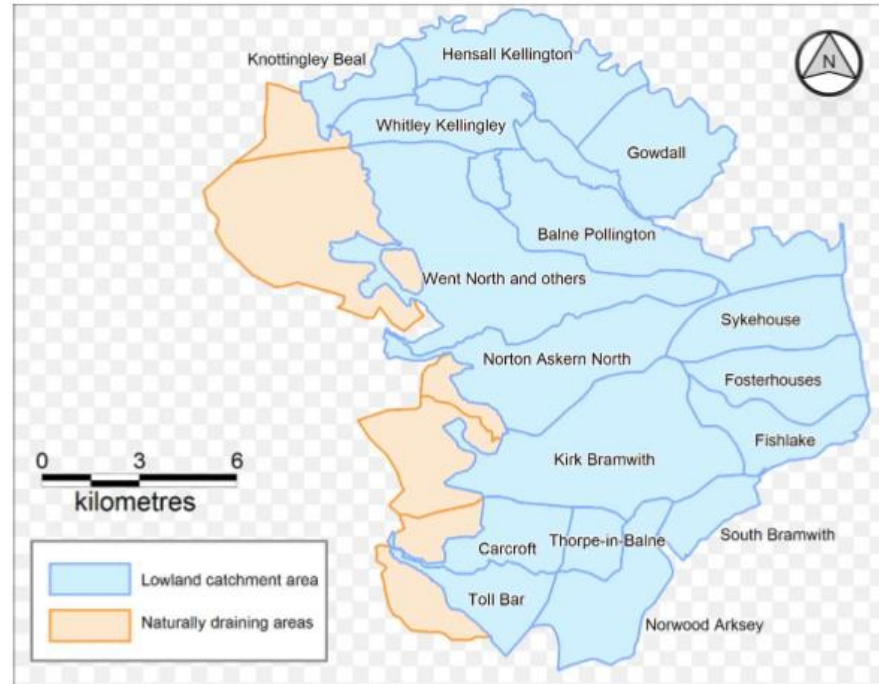 Knottingley Beal
Hensall Kellington
N
Whitley Kellingley
Gowdall
Balne Pollington
Went North and others
Sykehouse
Norton Askern North
Fosterhouses
Fishlake
Kirk Bramwith
0 3 6
kilometres
South Bramwith
Carcroft
Thorpe-in-Balne
Toll Bar
Norwood Arksey
Lowland catchment area
Naturally draining areas